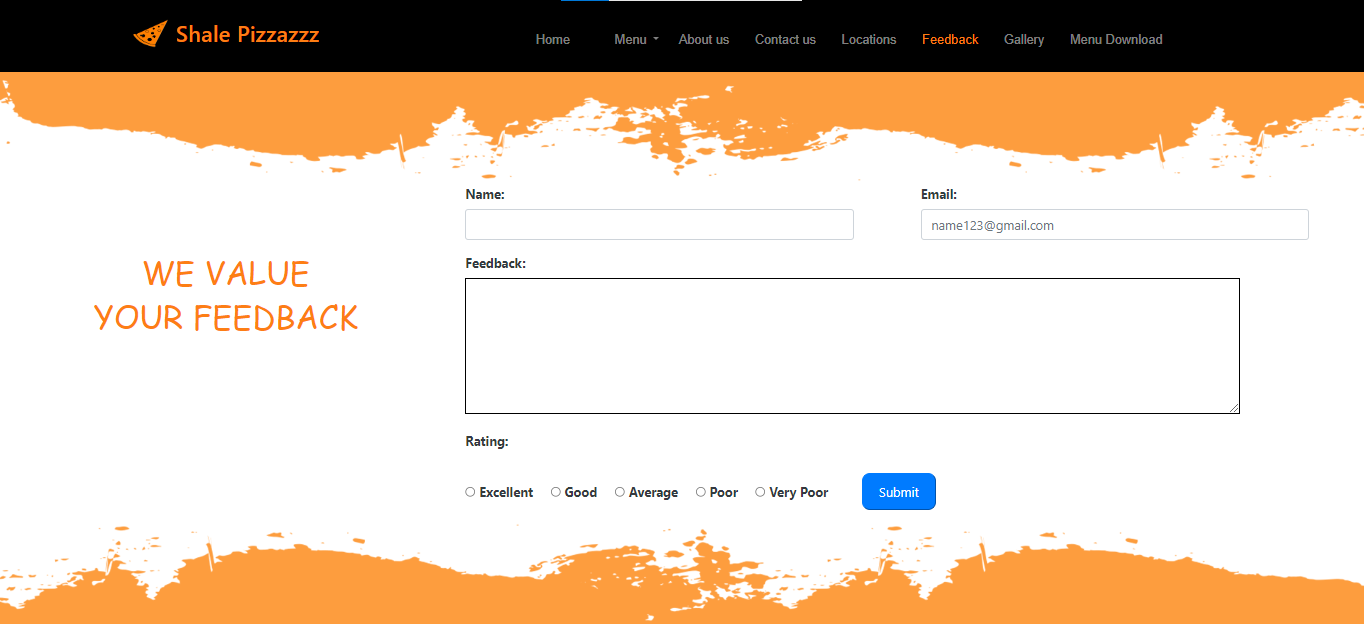 Shale Pizzazzz
Home Menu About us Contact us Locations Feedback Gallery Menu Download
Name: Email:
name123@gmail.com
WE VALUE
YOUR FEEDBACK
Feedback:
Rating:
Excellent Good Average Poor Very Poor Submit